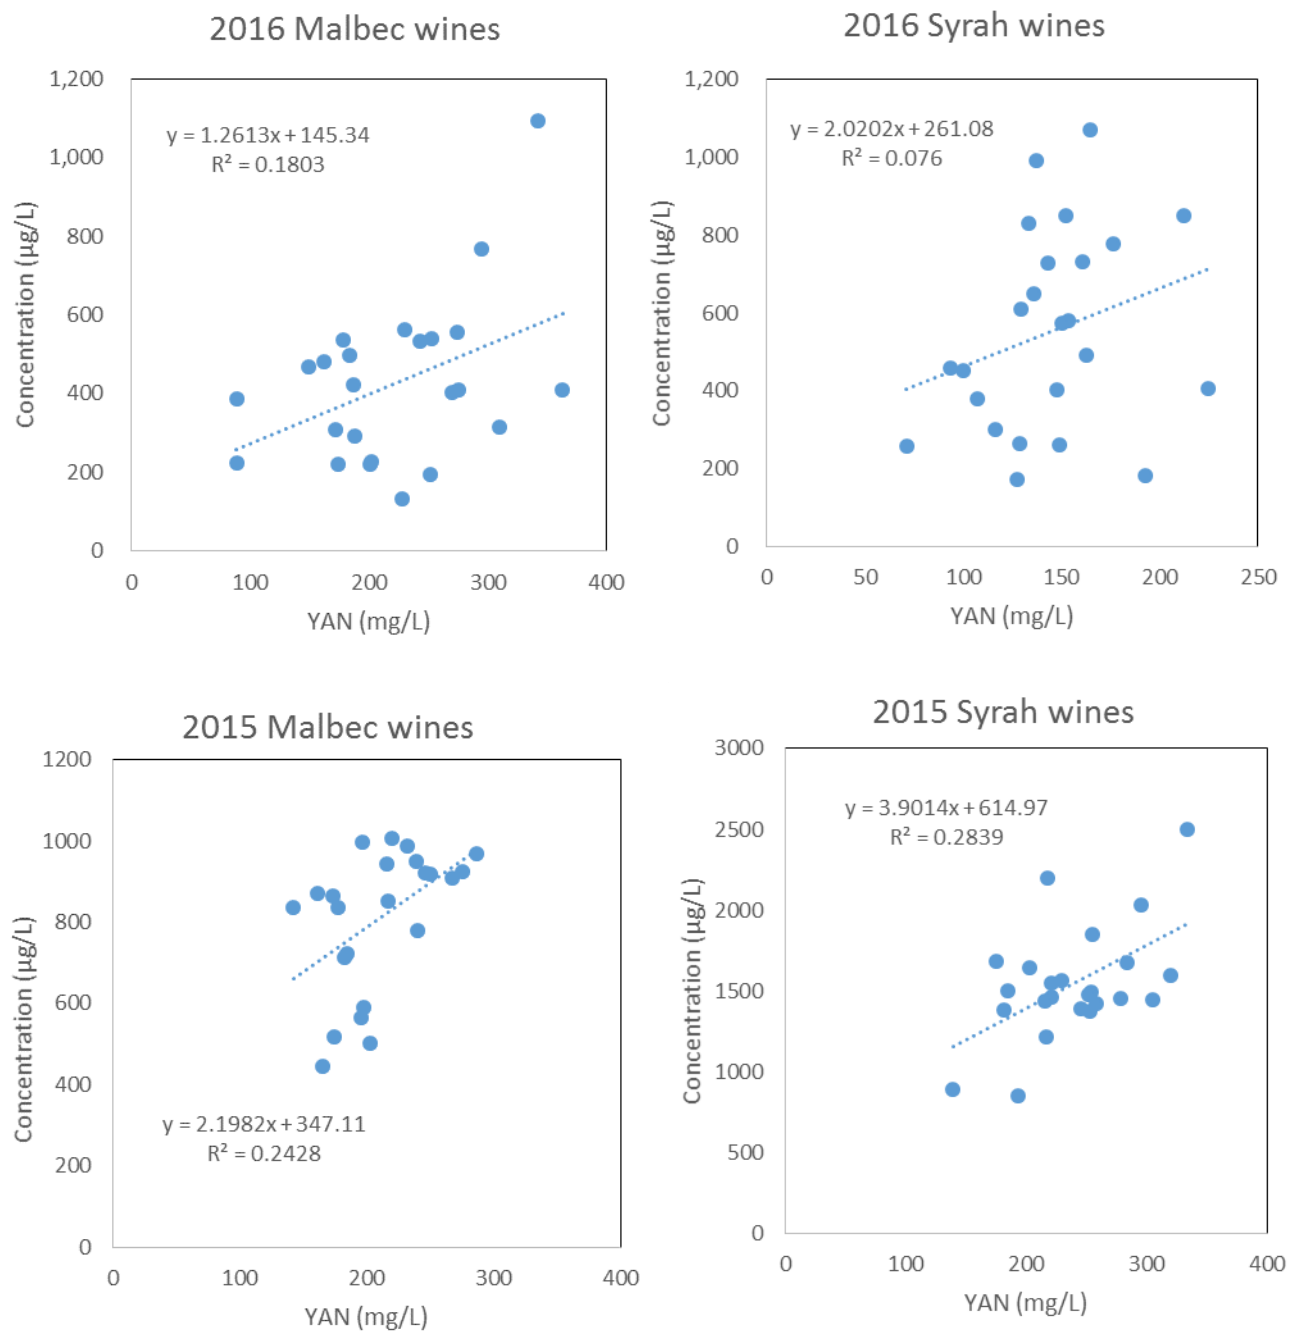 2016 Malbec wines
1,200
1,000
800
600
400
200
0
y = 1.2613x + 145.34
R² = 0.1803
Concentration (µg/L)
0 100 200 300 400
YAN (mg/L)
2016 Syrah wines
1,200
1,000
800
600
400
200
0
y = 2.0202x + 261.08
R² = 0.076
Concentration (µg/L)
0 50 100 150 200 250
YAN (mg/L)
2015 Malbec wines
1200
1000
800
600
400
200
0
y = 2.1982x + 347.11
R² = 0.2428
Concentration (µg/L)
0 100 200 300 400
YAN (mg/L)
2015 Syrah wines
3000
2500
2000
1500
1000
500
0
y = 3.9014x + 614.97
R² = 0.2839
Concentration (µg/L)
0 100 200 300 400
YAN (mg/L)